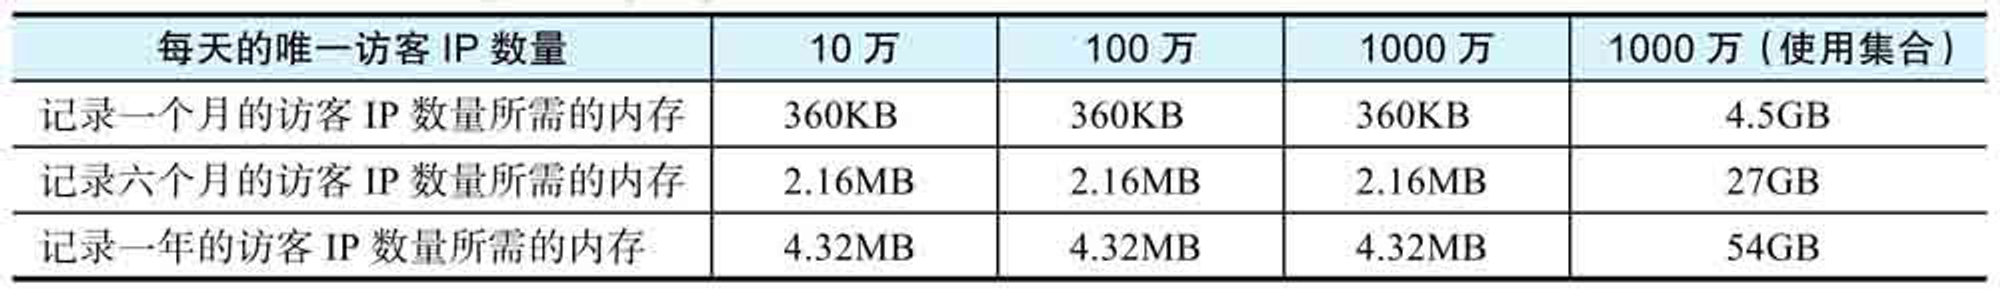 每天的唯一访客 IP 数量 10 万 100 万 1000 万 1000 万（使用集合）
记录一个月的访客 IP 数量所需的内存 360KB 360KB 360KB 4.5GB
记录六个月的访客 IP 数量所需的内存 2.16MB 2.16MB 2.16MB 27GB
记录一年的访客 IP 数量所需的内存 4.32MB 4.32MB 4.32MB 54GB